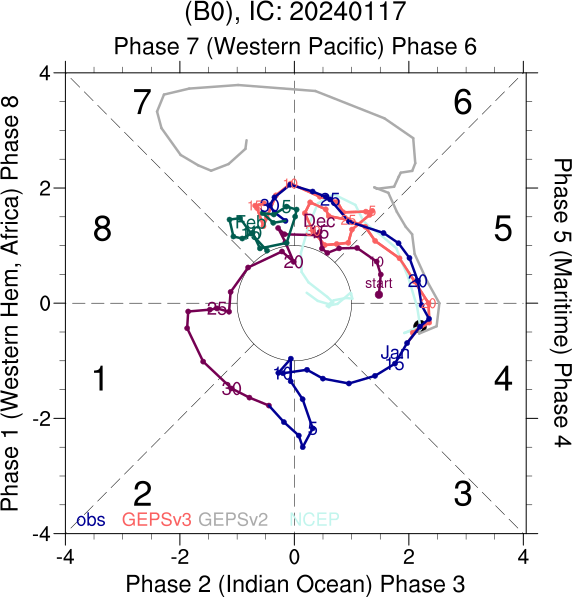 (B0), IC: 20240117
Phase 7 (Western Pacific) Phase 6
4
2
0
-2
-4
-4
-2
0
2
4
Phase 1 (Western Hem, Africa) Phase 8
Phase 5 (Maritime) Phase 4
Phase 2 (Indian Ocean) Phase 3
7
6
8
5
1
4
2
3
Dec
start
20
25
30
5
10
Jan
15
20
25
30
Feb
obs
GEPSv3
GEPSv2
NCEP